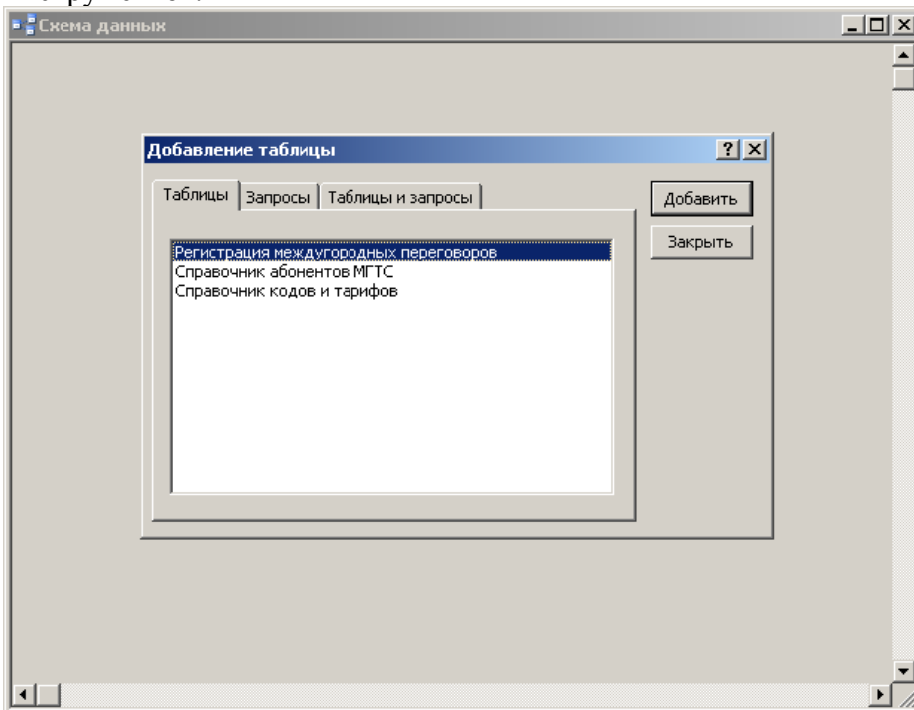 Схема данных
Добавление таблицы
Таблицы Запросы Таблицы и запросы
Добавить
Закрыть
Регистрация междугородных переговоров
Справочник абонентов МГТС
Справочник кодов и тарифов